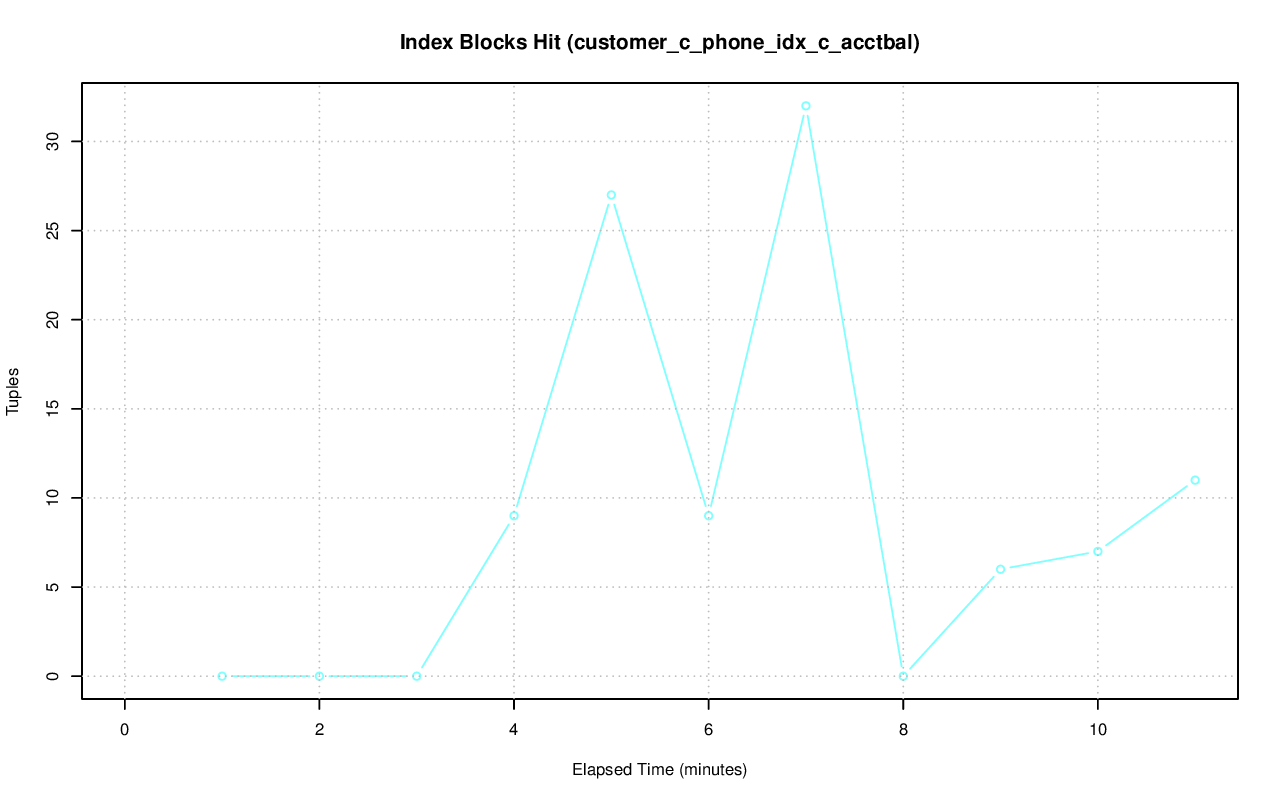 Index Blocks Hit (customer_c_phone_idx_c_acctbal)
Tuples
30
25
20
15
10
5
0
0 2 4 6 8 10
Elapsed Time (minutes)